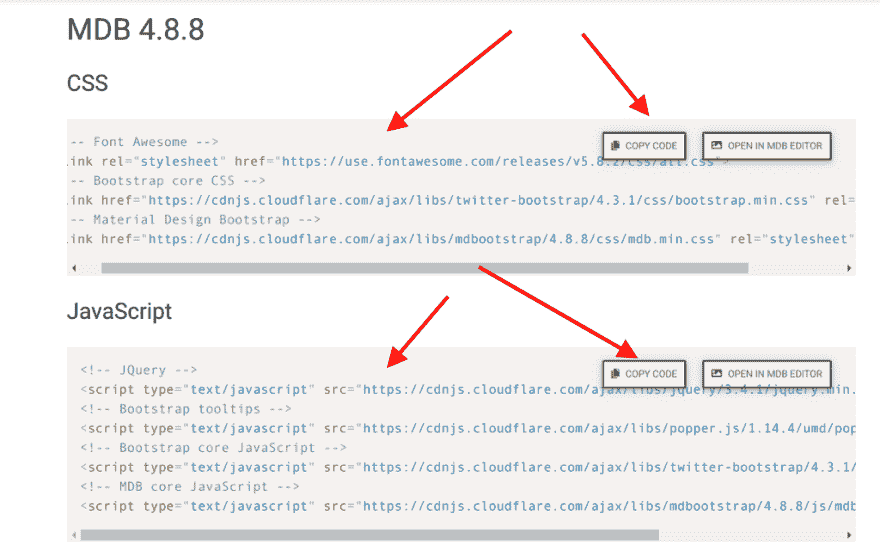 MDB 4.8.8
CSS
-- Font Awesome -->
COPY CODE
OPEN IN MDB EDITOR
ink rel="stylesheet" href="https://use.fontawesome.com/releases/v5.8.2/css/all.css">
-- Bootstrap core CSS -->
ink href="https://cdnjs.cloudflare.com/ajax/libs/twitter-bootstrap/4.3.1/css/bootstrap.min.css" rel=
-- Material Design Bootstrap -->
ink href="https://cdnjs.cloudflare.com/ajax/libs/mdbootstrap/4.8.8/css/mdb.min.css" rel="stylesheet"
JavaScript
<!-- JQuery -->
COPY CODE
OPEN IN MDB EDITOR
<script type="text/javascript" src="https://cdnjs.cloudflare.com/ajax/libs/jquery/3.4.1/jquery.min.
<!-- Bootstrap tooltips -->
<script type="text/javascript" src="https://cdnjs.cloudflare.com/ajax/libs/popper.js/1.14.4/umd/pop
<!-- Bootstrap core JavaScript -->
<script type="text/javascript" src="https://cdnjs.cloudflare.com/ajax/libs/twitter-bootstrap/4.3.1/
<!-- MDB core JavaScript -->
<script type="text/javascript" src="https://cdnjs.cloudflare.com/ajax/libs/mdbootstrap/4.8.8/js/mdb